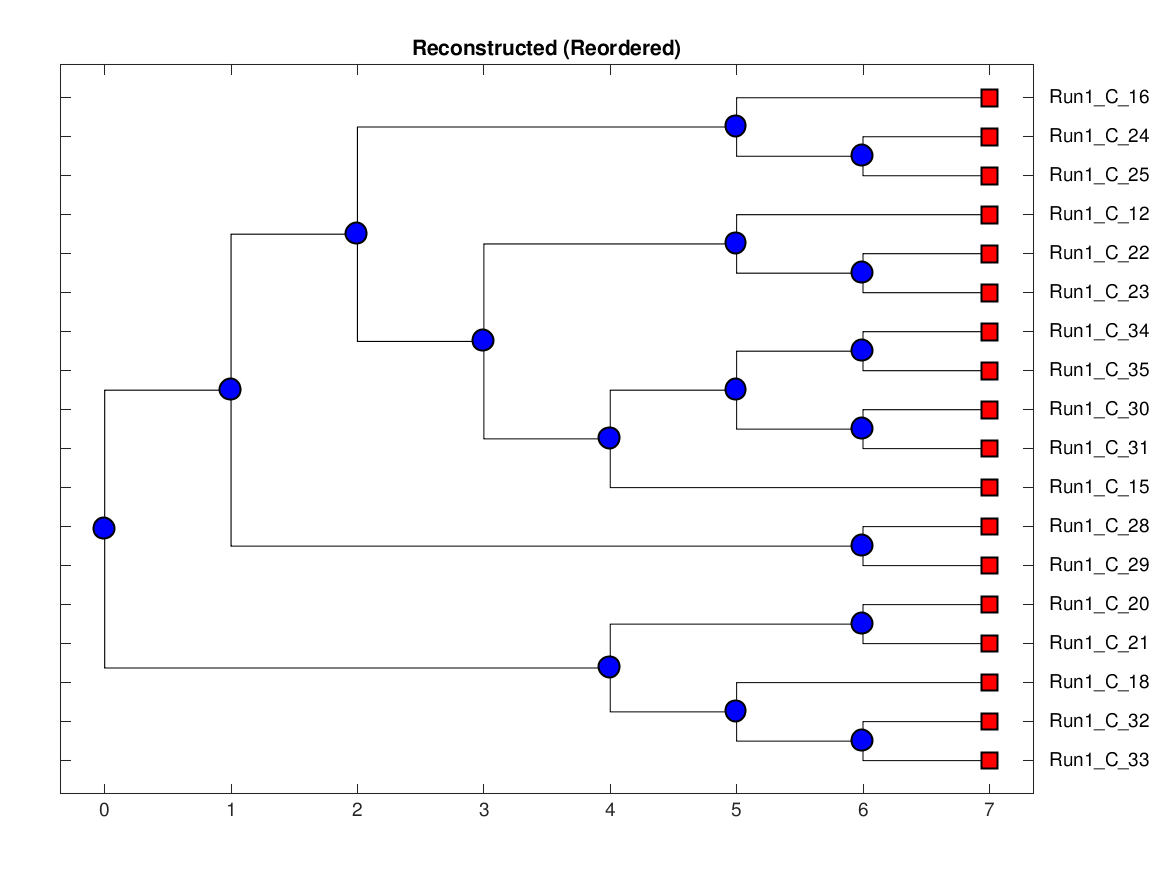 Reconstructed (Reordered)
Run1_C_16
Run1_C_24
Run1_C_25
Run1_C_12
Run1_C_22
Run1_C_23
Run1_C_34
Run1_C_35
Run1_C_30
Run1_C_31
Run1_C_15
Run1_C_28
Run1_C_29
Run1_C_20
Run1_C_21
Run1_C_18
Run1_C_32
Run1_C_33
0 1 2 3 4 5 6 7